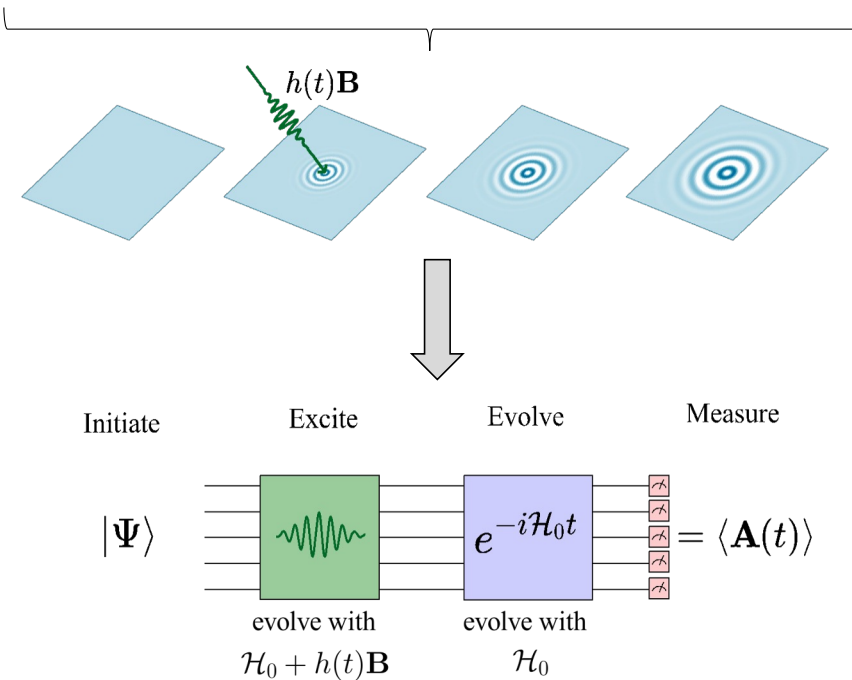 h(t)𝐁
Initiate Excite Evolve Measure
|𝚿⟩ e^{-iℋ₀t} = ⟨𝐀(t)⟩
evolve with evolve with
ℋ₀ + h(t)𝐁 ℋ₀